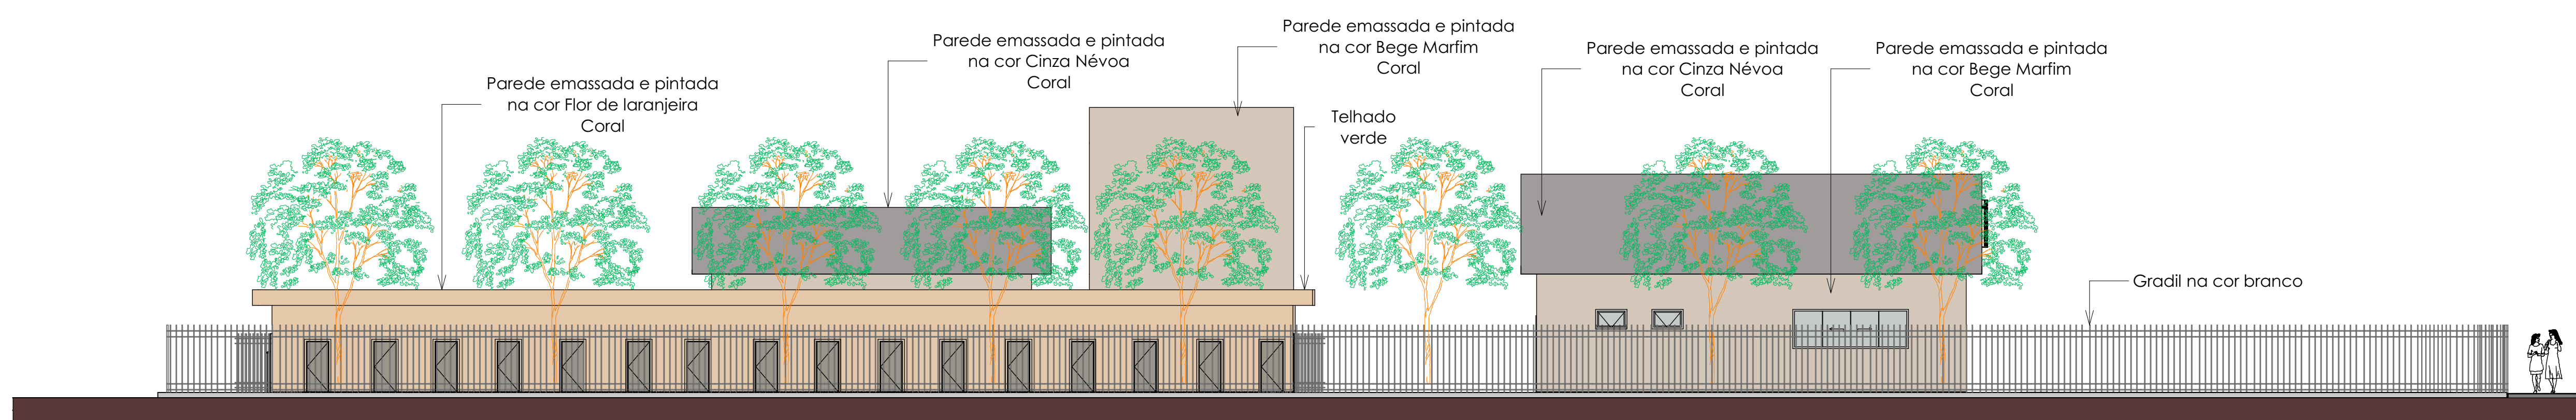 Parede emassada e pintada
na cor Flor de laranjeira
Coral
Parede emassada e pintada
na cor Cinza Névoa
Coral
Parede emassada e pintada
na cor Bege Marfim
Coral
Telhado
verde
Parede emassada e pintada
na cor Cinza Névoa
Coral
Parede emassada e pintada
na cor Bege Marfim
Coral
Gradil na cor branco